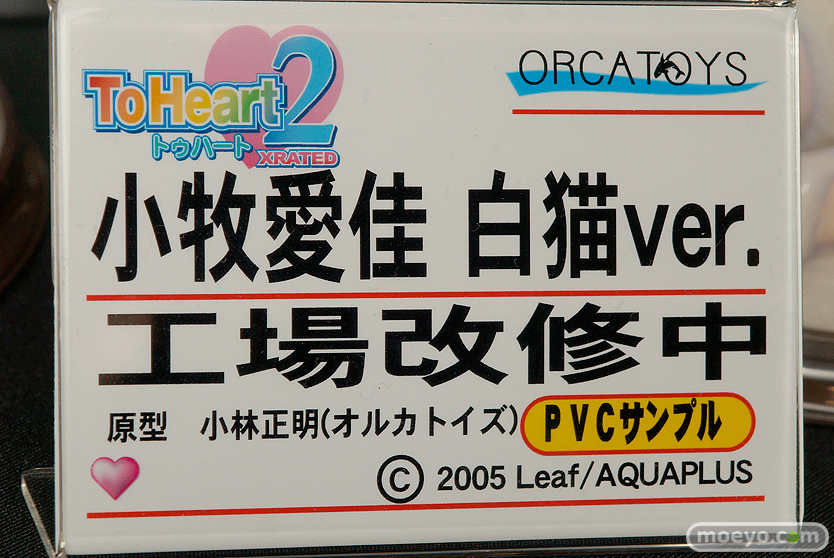 ToHeart2
トゥハート XRATED
ORCATOYS
小牧愛佳 白猫ver.
工場改修中
原型 小林正明(オルカトイズ) PVCサンプル
© 2005 Leaf/AQUAPLUS
moeyo.com